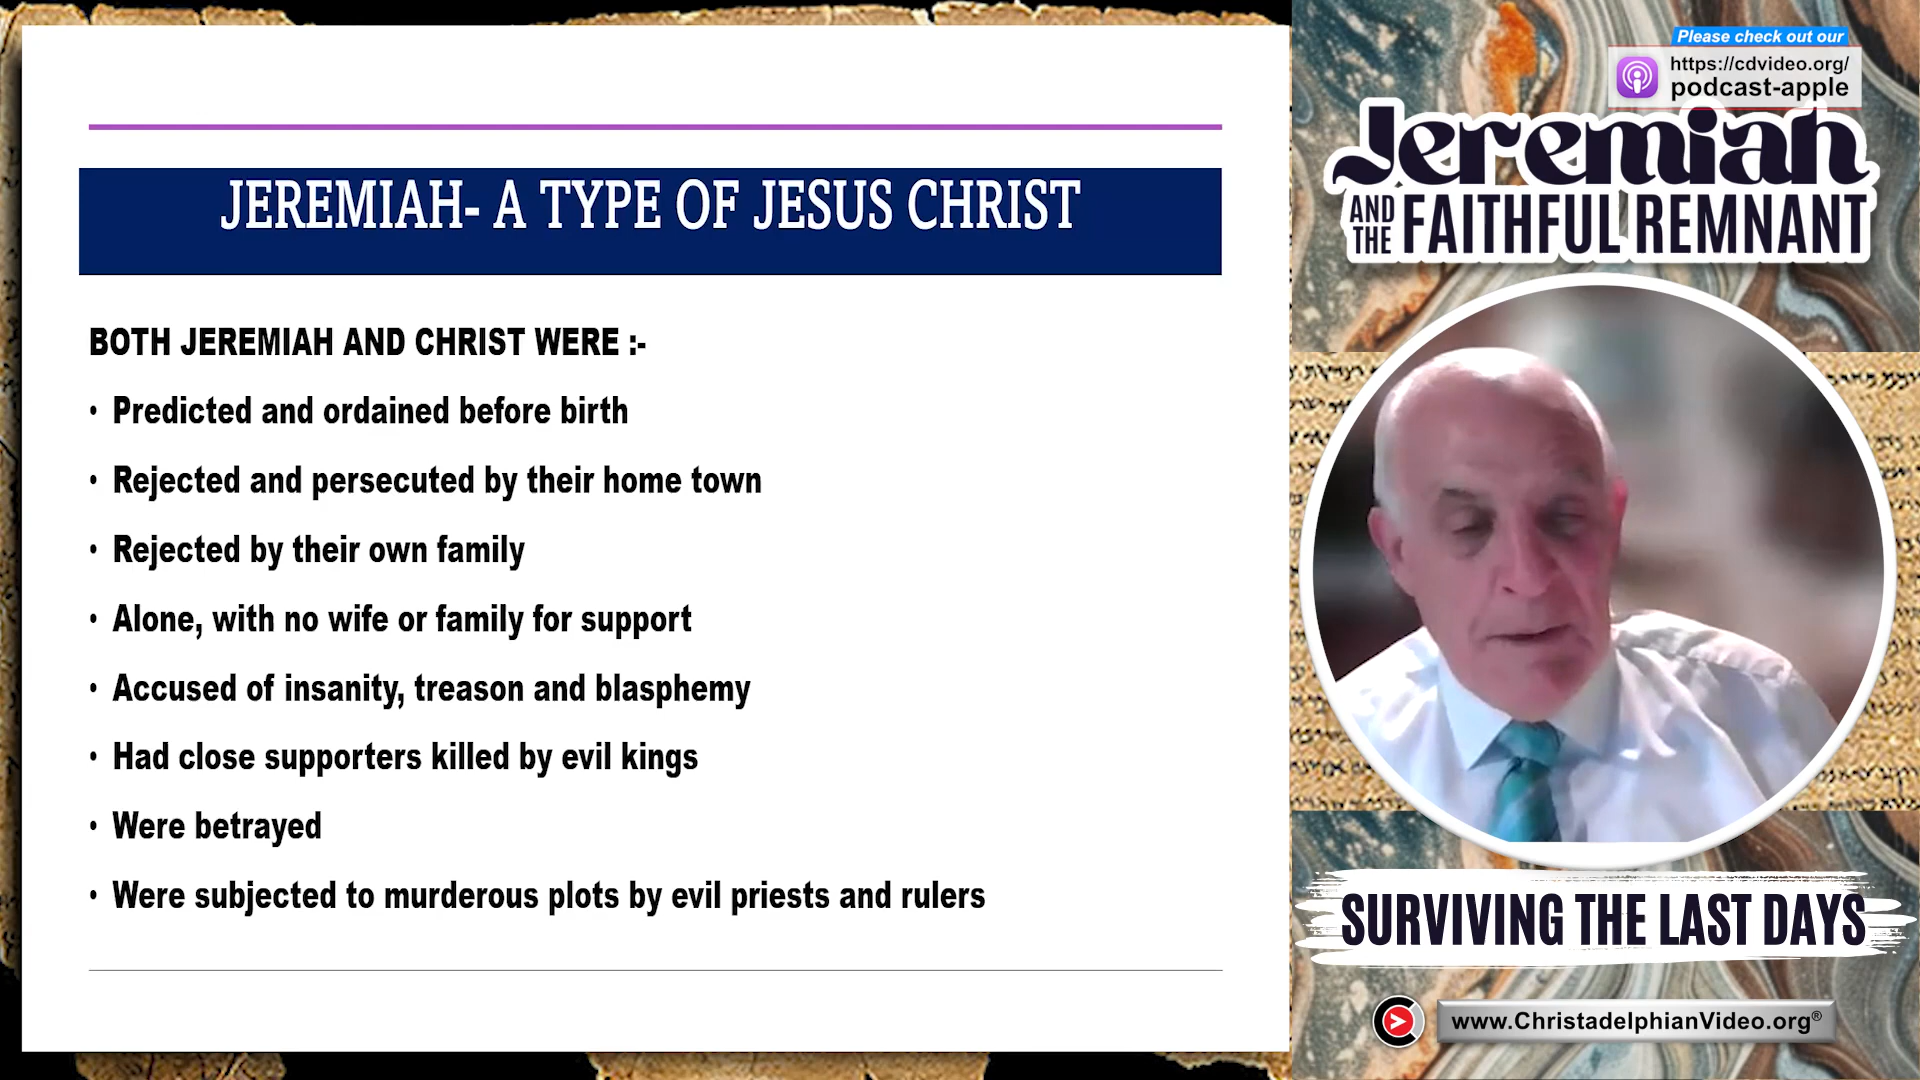 JEREMIAH- A TYPE OF JESUS CHRIST
BOTH JEREMIAH AND CHRIST WERE :-
• Predicted and ordained before birth
• Rejected and persecuted by their home town
• Rejected by their own family
• Alone, with no wife or family for support
• Accused of insanity, treason and blasphemy
• Had close supporters killed by evil kings
• Were betrayed
• Were subjected to murderous plots by evil priests and rulers
Please check out our
https://cdvideo.org/
podcast-apple
Jeremiah
AND THE FAITHFUL REMNANT
SURVIVING THE LAST DAYS
www.ChristadelphianVideo.org®